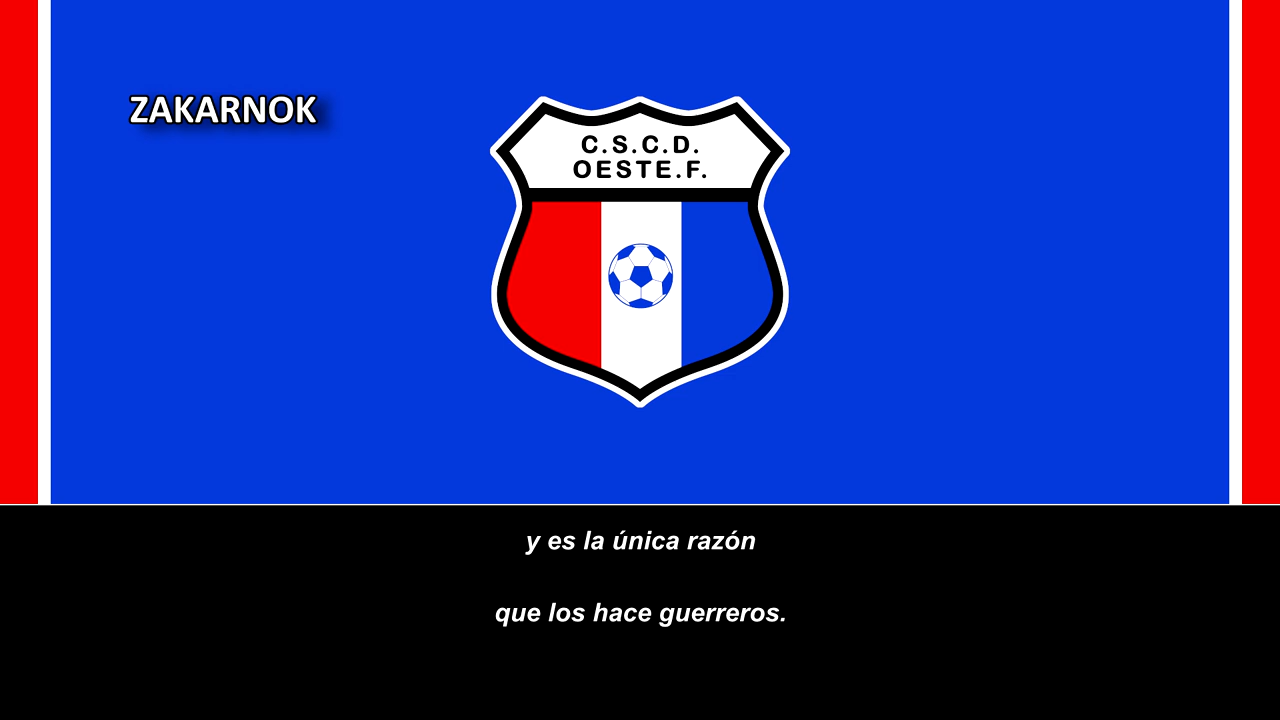 ZAKARNOK
C.S.C.D.
OESTE.F.
y es la única razón
que los hace guerreros.